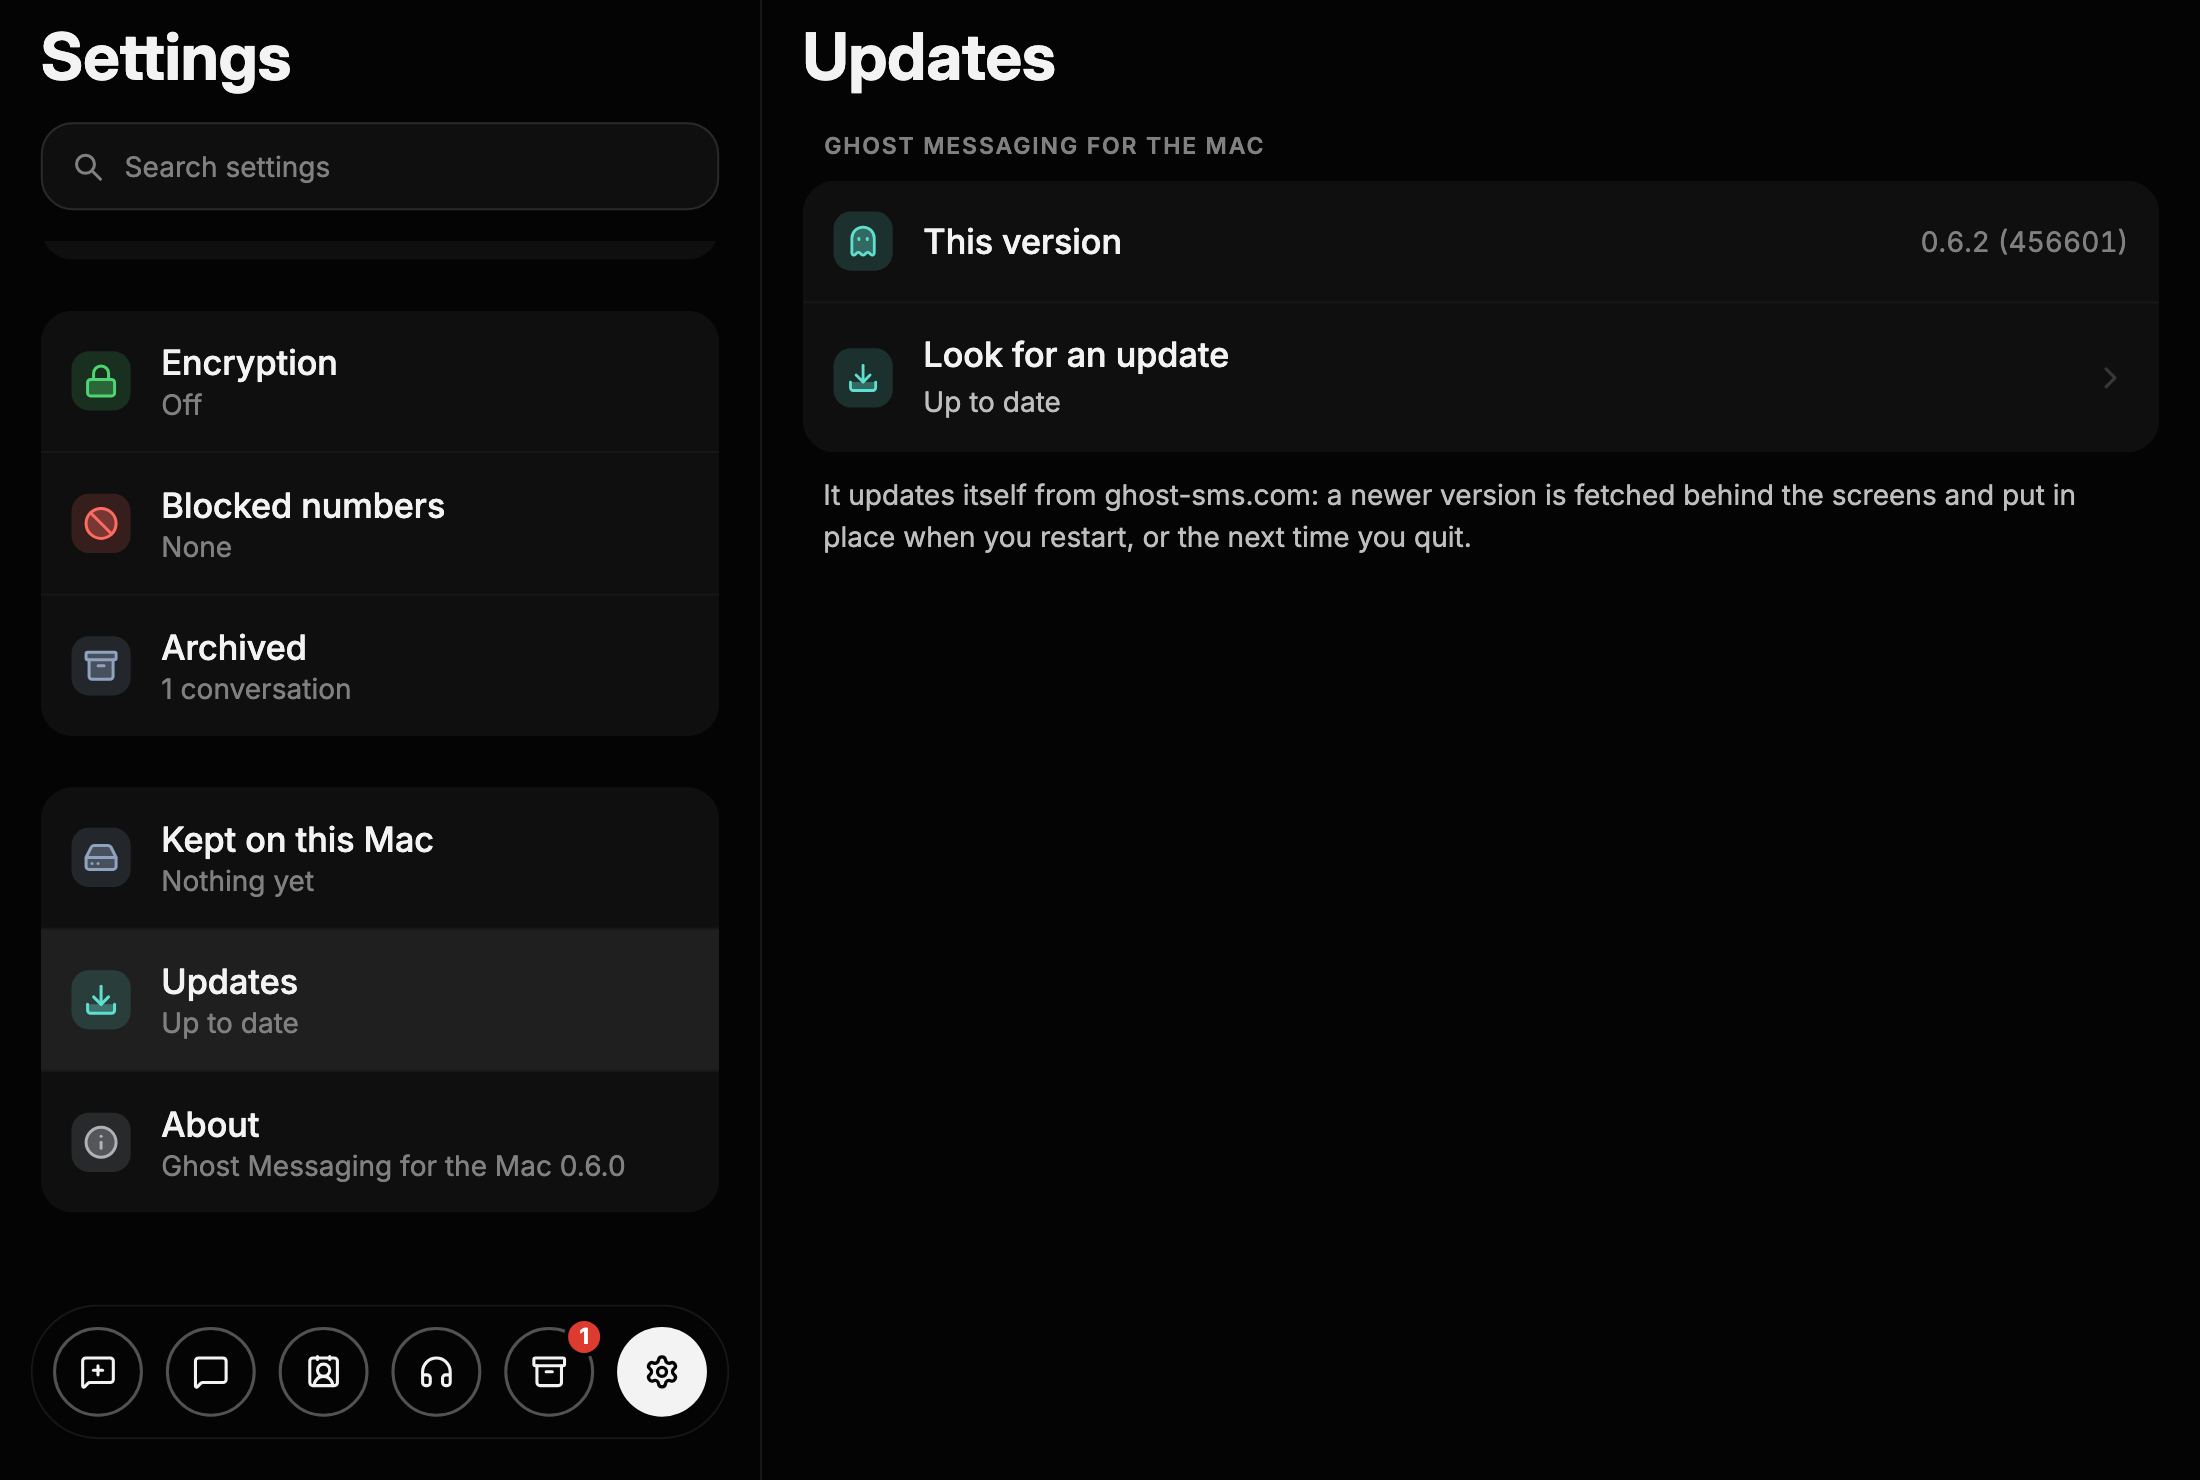 Settings
Search settings
Encryption
Off
Blocked numbers
None
Archived
1 conversation
Kept on this Mac
Nothing yet
Updates
Up to date
About
Ghost Messaging for the Mac 0.6.0
1
Updates
GHOST MESSAGING FOR THE MAC
This version
0.6.2 (456601)
Look for an update
Up to date
It updates itself from ghost-sms.com: a newer version is fetched behind the screens and put in
place when you restart, or the next time you quit.